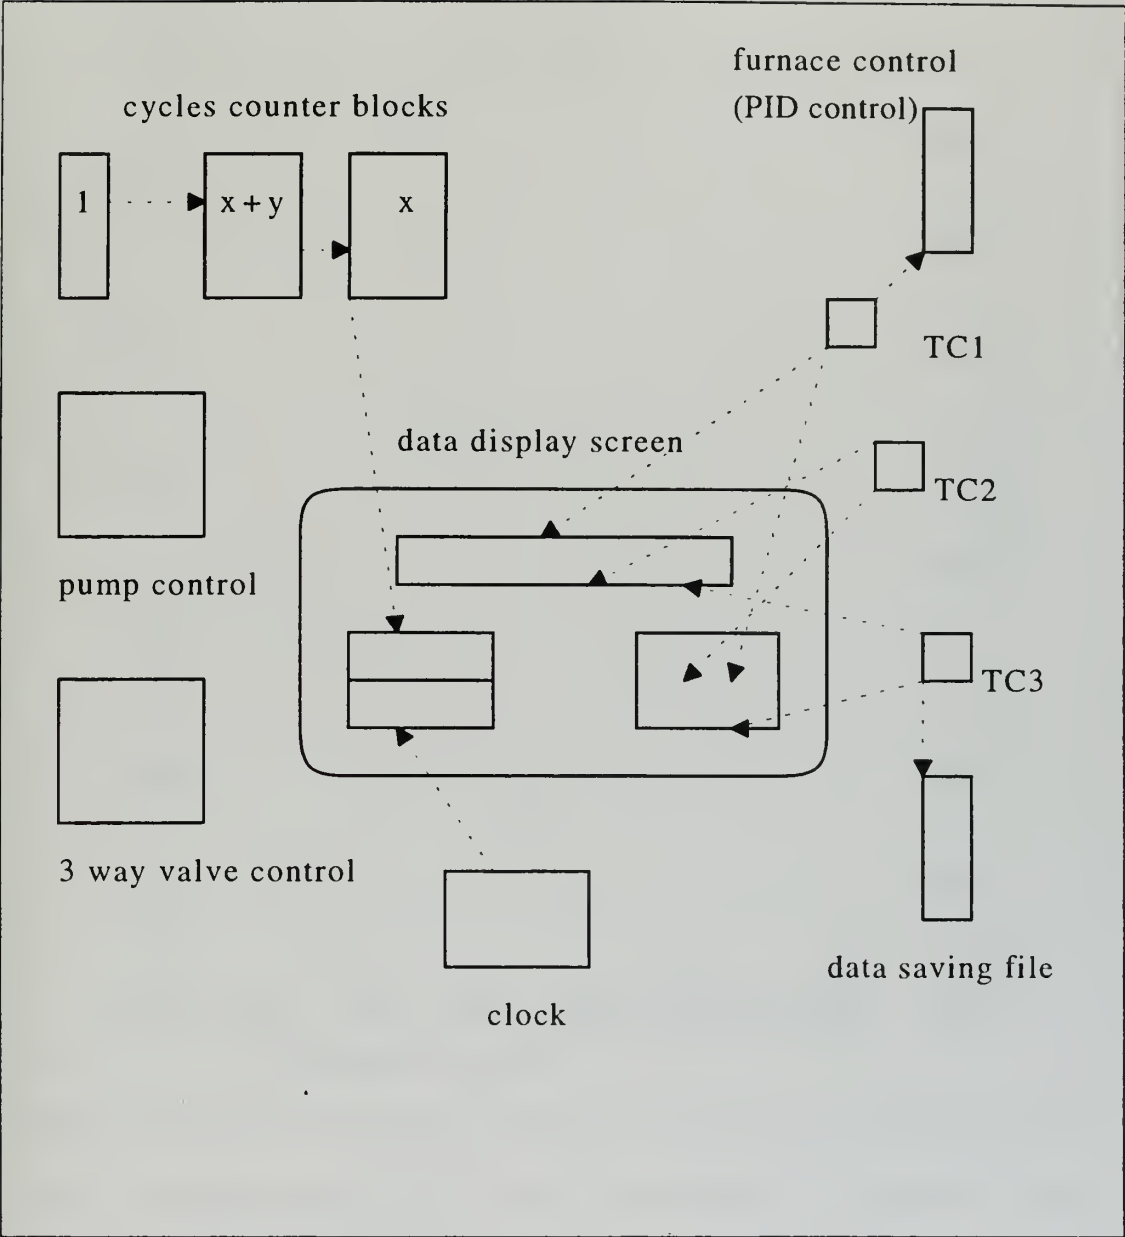 furnace control
(PID control)
cycles counter blocks
1
x + y
x
TC1
data display screen
TC2
pump control
TC3
3 way valve control
data saving file
clock